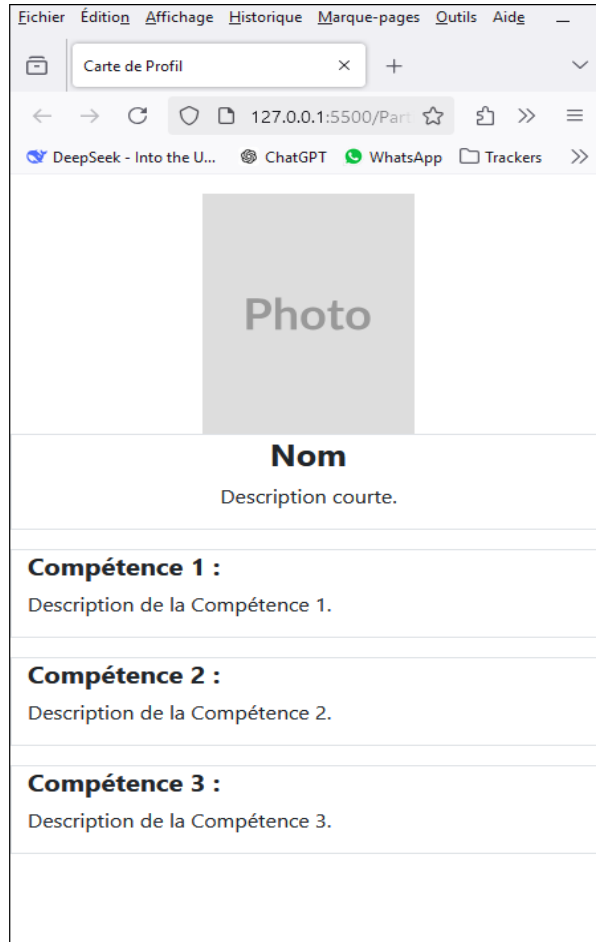 Fichier Édition Affichage Historique Marque-pages Outils Aide
Carte de Profil
127.0.0.1:5500/Part
DeepSeek - Into the U... ChatGPT WhatsApp Trackers
Photo
Nom
Description courte.
Compétence 1 :
Description de la Compétence 1.
Compétence 2 :
Description de la Compétence 2.
Compétence 3 :
Description de la Compétence 3.